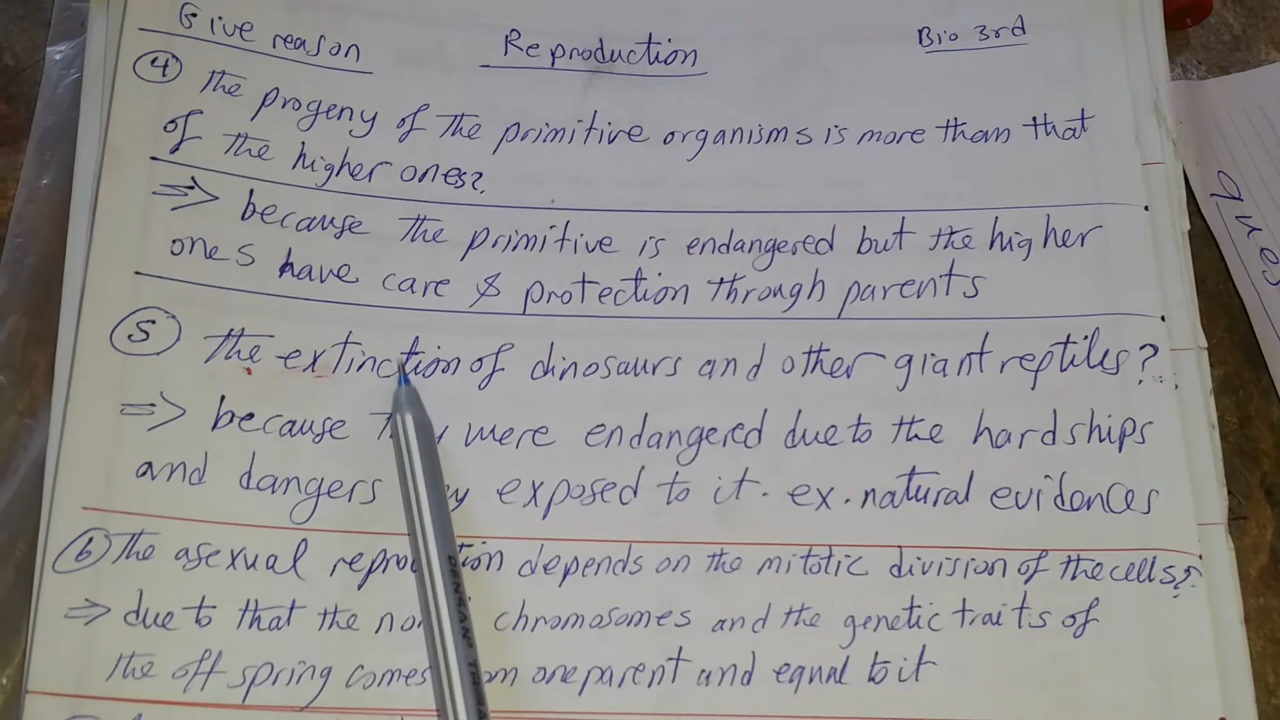 Give reason
Reproduction
Bio 3rd
4 The progeny of the primitive organisms is more than that
of the higher ones?
=> because the primitive is endangered but the higher
ones have care & protection through parents
5 The extinction of dinosaurs and other giant reptiles?
=> because were endangered due to the hardships
and dangers exposed to it. ex. natural evidences
6 The asexual reproduction depends on the mitotic division of the cells?
=> due to that the chromosomes and the genetic traits of
the off spring comes one parent and equal to it
ques